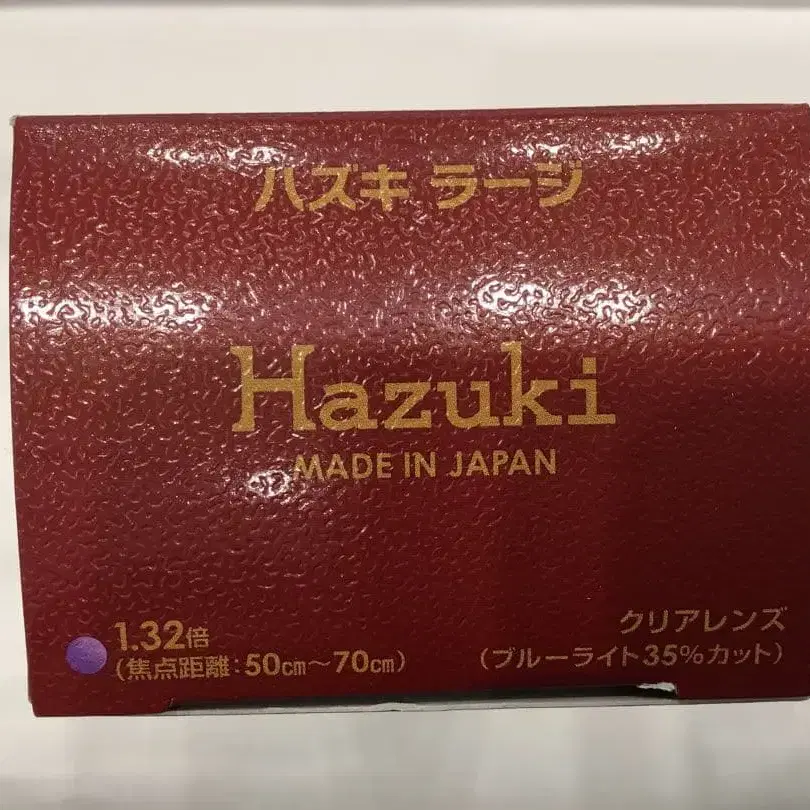 ハズキ ラージ
Hazuki
MADE IN JAPAN
1.32倍
(焦点距離:50cm〜70cm)
クリアレンズ
(ブルーライト35%カット)